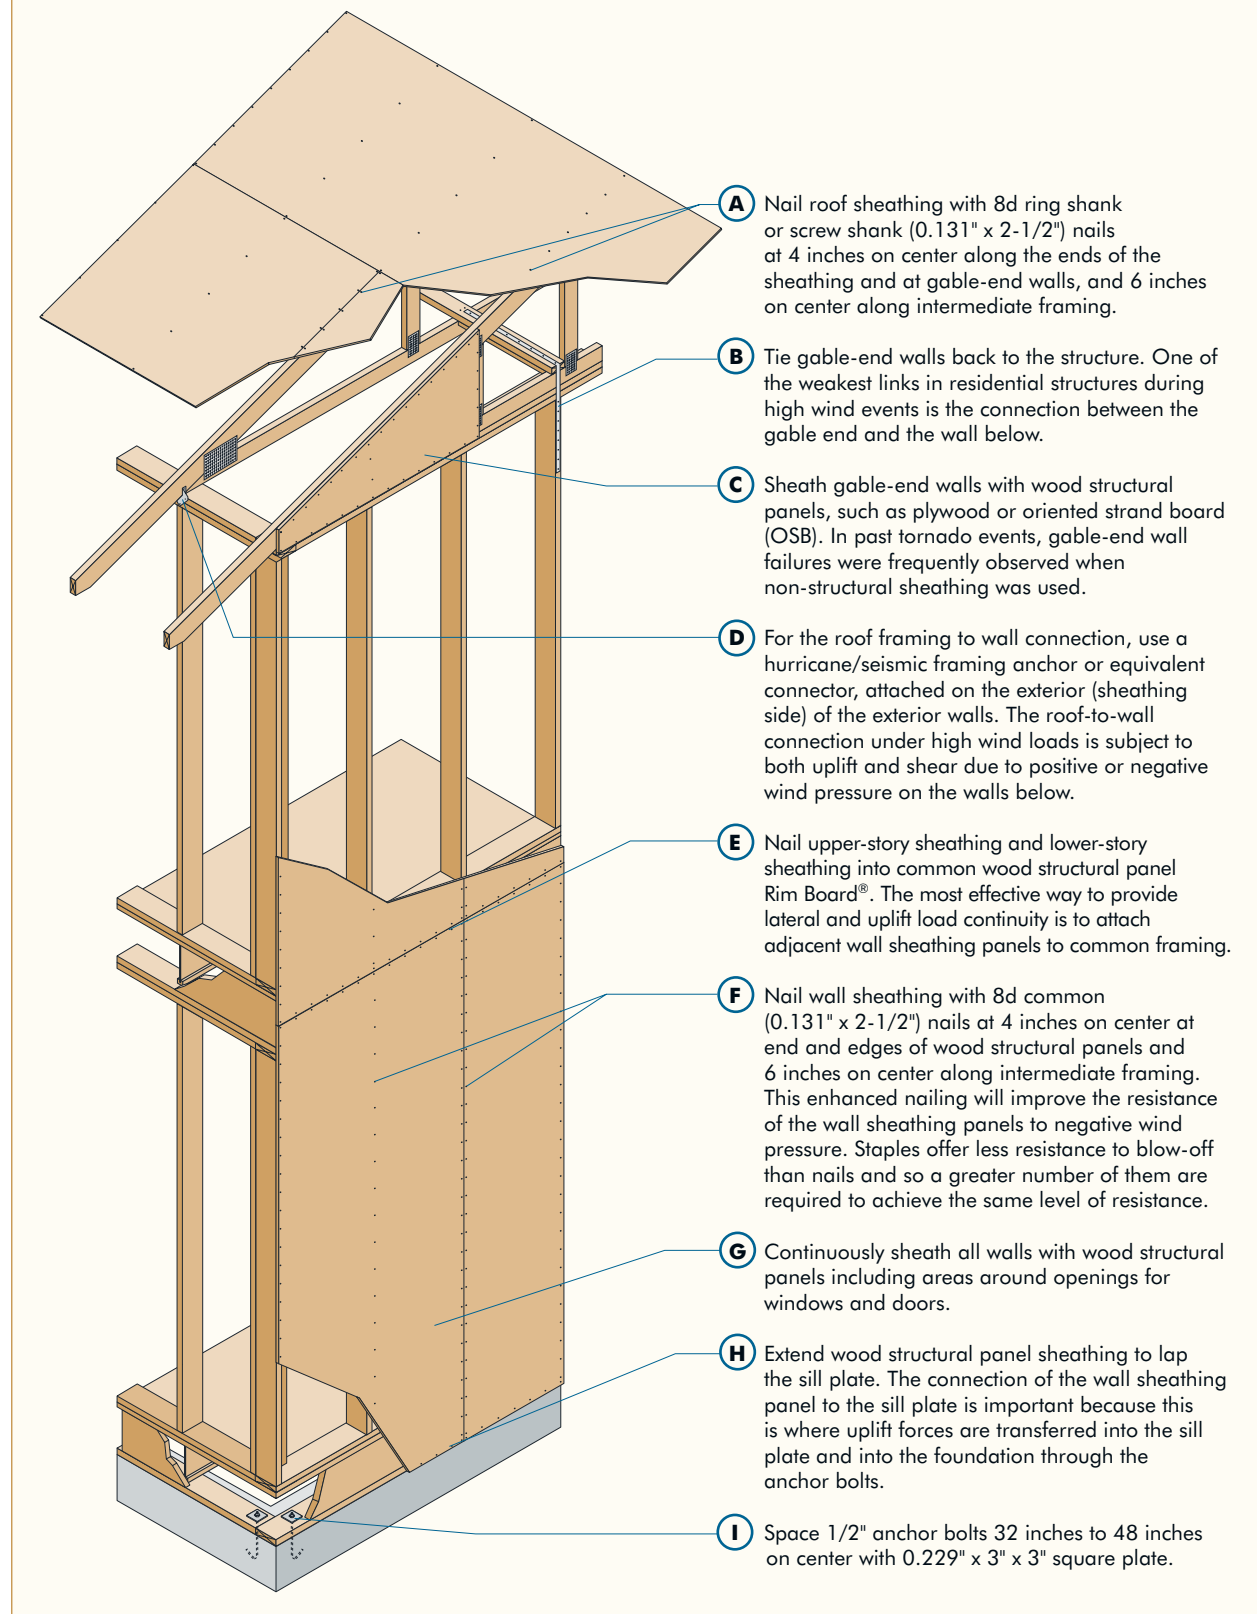 A Nail roof sheathing with 8d ring shank
or screw shank (0.131" x 2-1/2") nails
at 4 inches on center along the ends of the
sheathing and at gable-end walls, and 6 inches
on center along intermediate framing.
B Tie gable-end walls back to the structure. One of
the weakest links in residential structures during
high wind events is the connection between the
gable end and the wall below.
C Sheath gable-end walls with wood structural
panels, such as plywood or oriented strand board
(OSB). In past tornado events, gable-end wall
failures were frequently observed when
non-structural sheathing was used.
D For the roof framing to wall connection, use a
hurricane/seismic framing anchor or equivalent
connector, attached on the exterior (sheathing
side) of the exterior walls. The roof-to-wall
connection under high wind loads is subject to
both uplift and shear due to positive or negative
wind pressure on the walls below.
E Nail upper-story sheathing and lower-story
sheathing into common wood structural panel
Rim Board®. The most effective way to provide
lateral and uplift load continuity is to attach
adjacent wall sheathing panels to common framing.
F Nail wall sheathing with 8d common
(0.131" x 2-1/2") nails at 4 inches on center at
end and edges of wood structural panels and
6 inches on center along intermediate framing.
This enhanced nailing will improve the resistance
of the wall sheathing panels to negative wind
pressure. Staples offer less resistance to blow-off
than nails and so a greater number of them are
required to achieve the same level of resistance.
G Continuously sheath all walls with wood structural
panels including areas around openings for
windows and doors.
H Extend wood structural panel sheathing to lap
the sill plate. The connection of the wall sheathing
panel to the sill plate is important because this
is where uplift forces are transferred into the sill
plate and into the foundation through the
anchor bolts.
I Space 1/2" anchor bolts 32 inches to 48 inches
on center with 0.229" x 3" x 3" square plate.